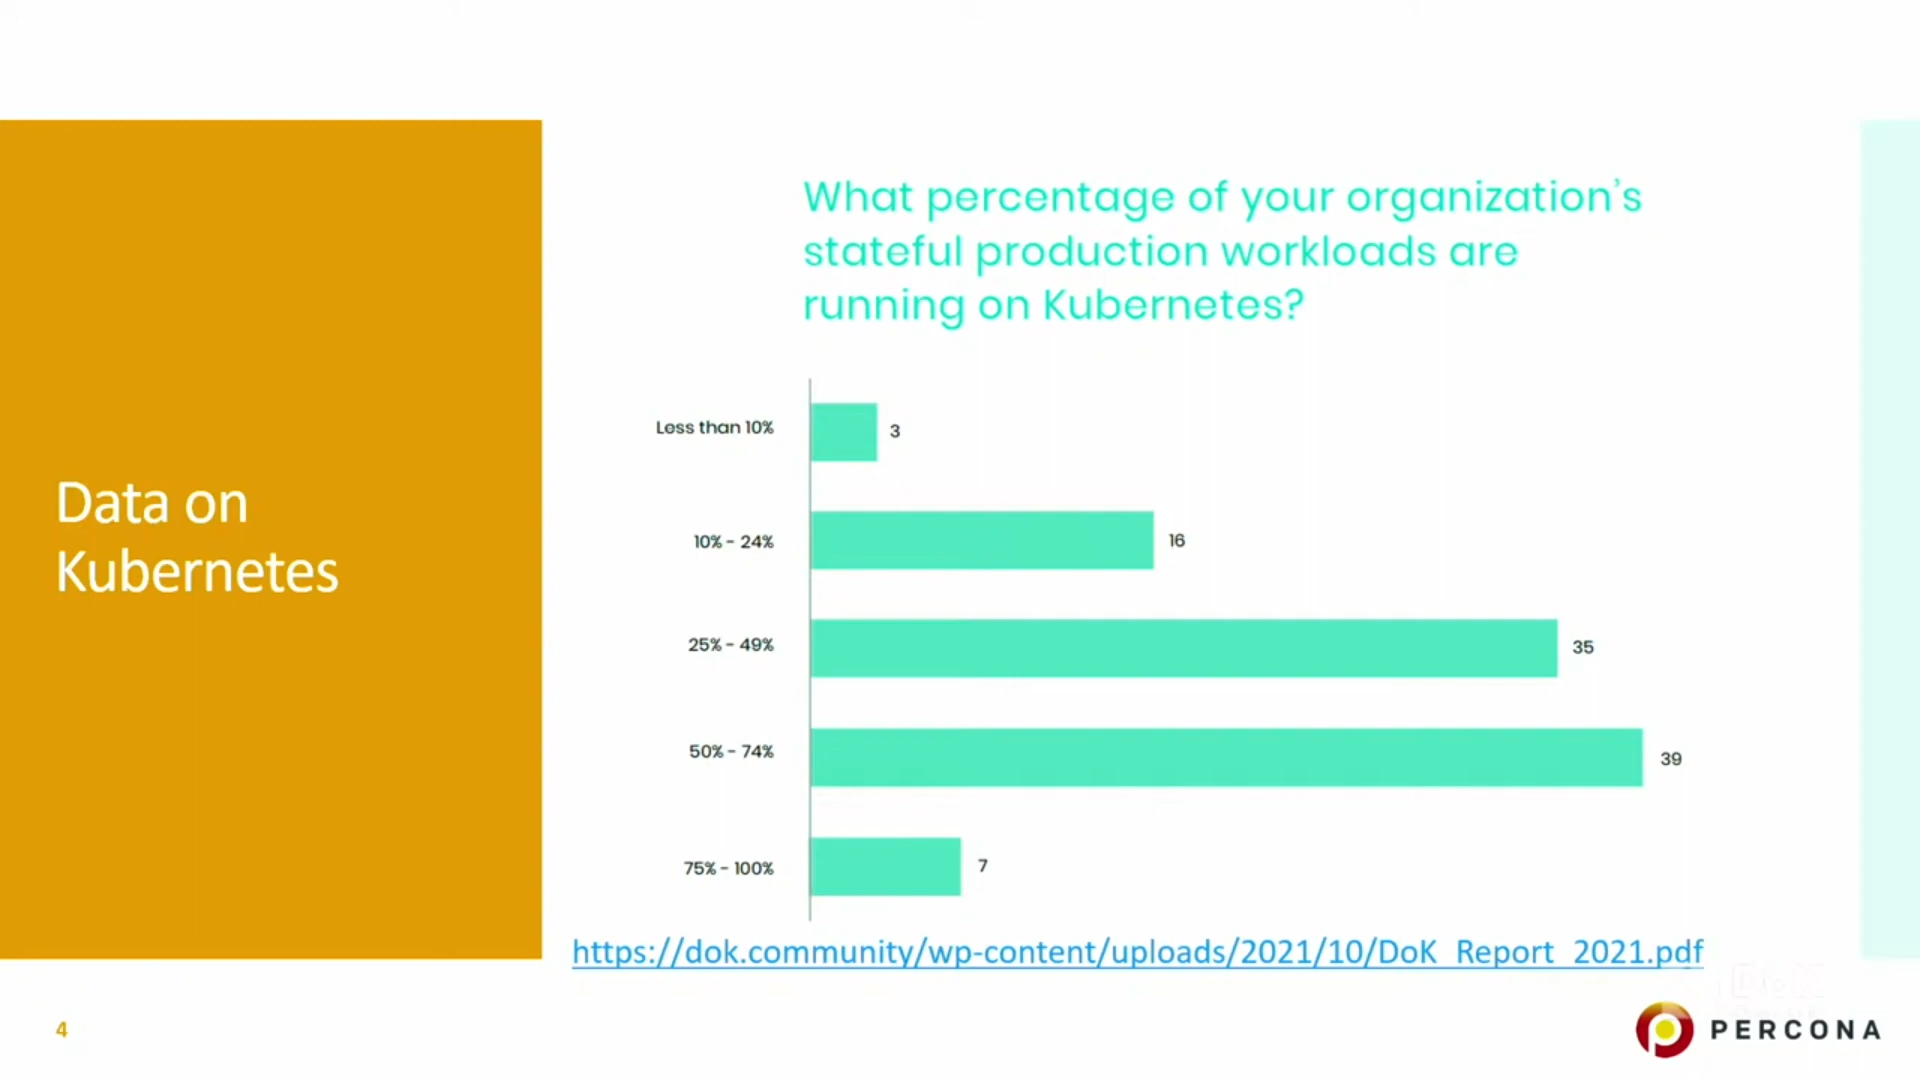 Data on
Kubernetes
What percentage of your organization's
stateful production workloads are
running on Kubernetes?
Less than 10%
3
10% - 24%
16
25% - 49%
35
50% - 74%
39
75% - 100%
7
https://dok.community/wp-content/uploads/2021/10/DoK_Report_2021.pdf
4
PERCONA